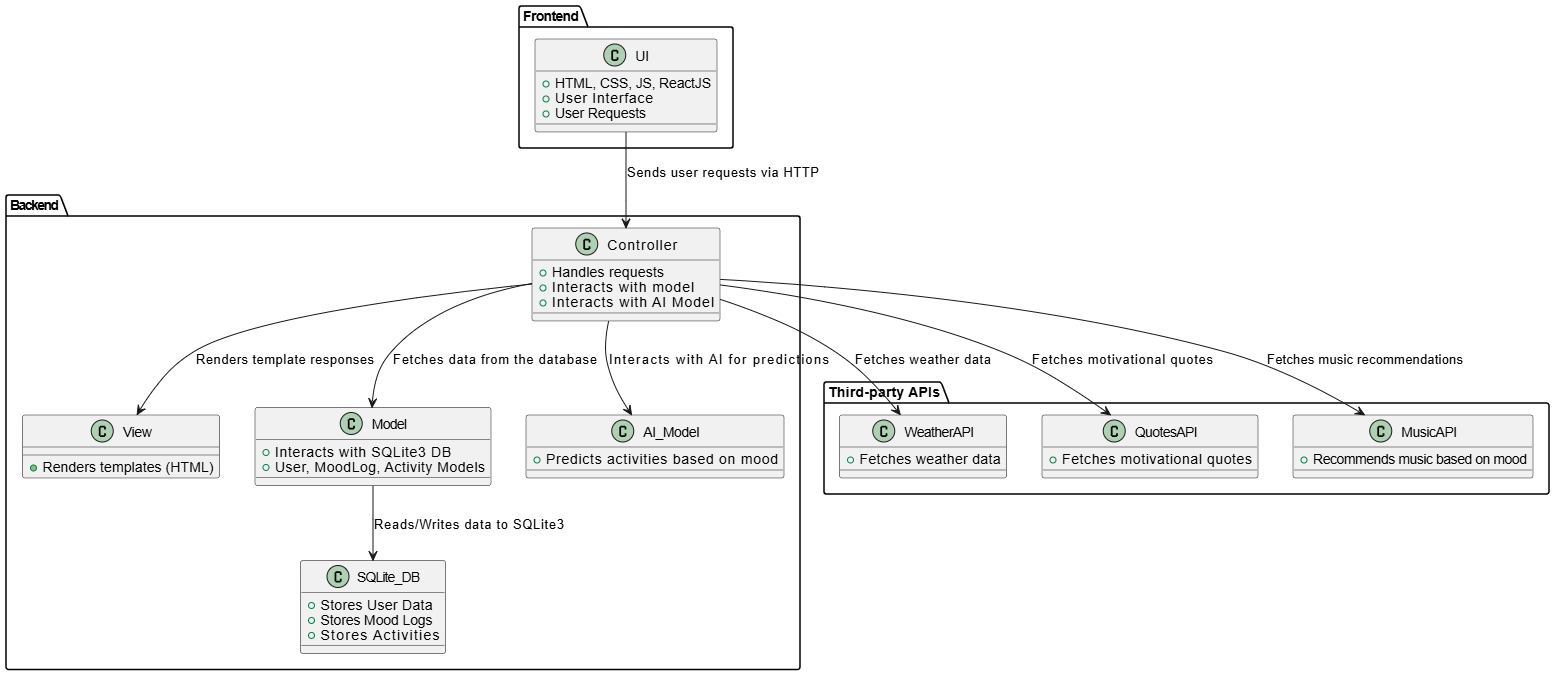 Frontend
C UI
HTML, CSS, JS, ReactJS
User Interface
User Requests
Sends user requests via HTTP
Backend
C Controller
Handles requests
Interacts with model
Interacts with AI Model
Renders template responses
Fetches data from the database
Interacts with AI for predictions
Fetches weather data
Fetches motivational quotes
Fetches music recommendations
Third-party APIs
C View
Renders templates (HTML)
C Model
Interacts with SQLite3 DB
User, MoodLog, Activity Models
C AI_Model
Predicts activities based on mood
C WeatherAPI
Fetches weather data
C QuotesAPI
Fetches motivational quotes
C MusicAPI
Recommends music based on mood
Reads/Writes data to SQLite3
C SQLite_DB
Stores User Data
Stores Mood Logs
Stores Activities